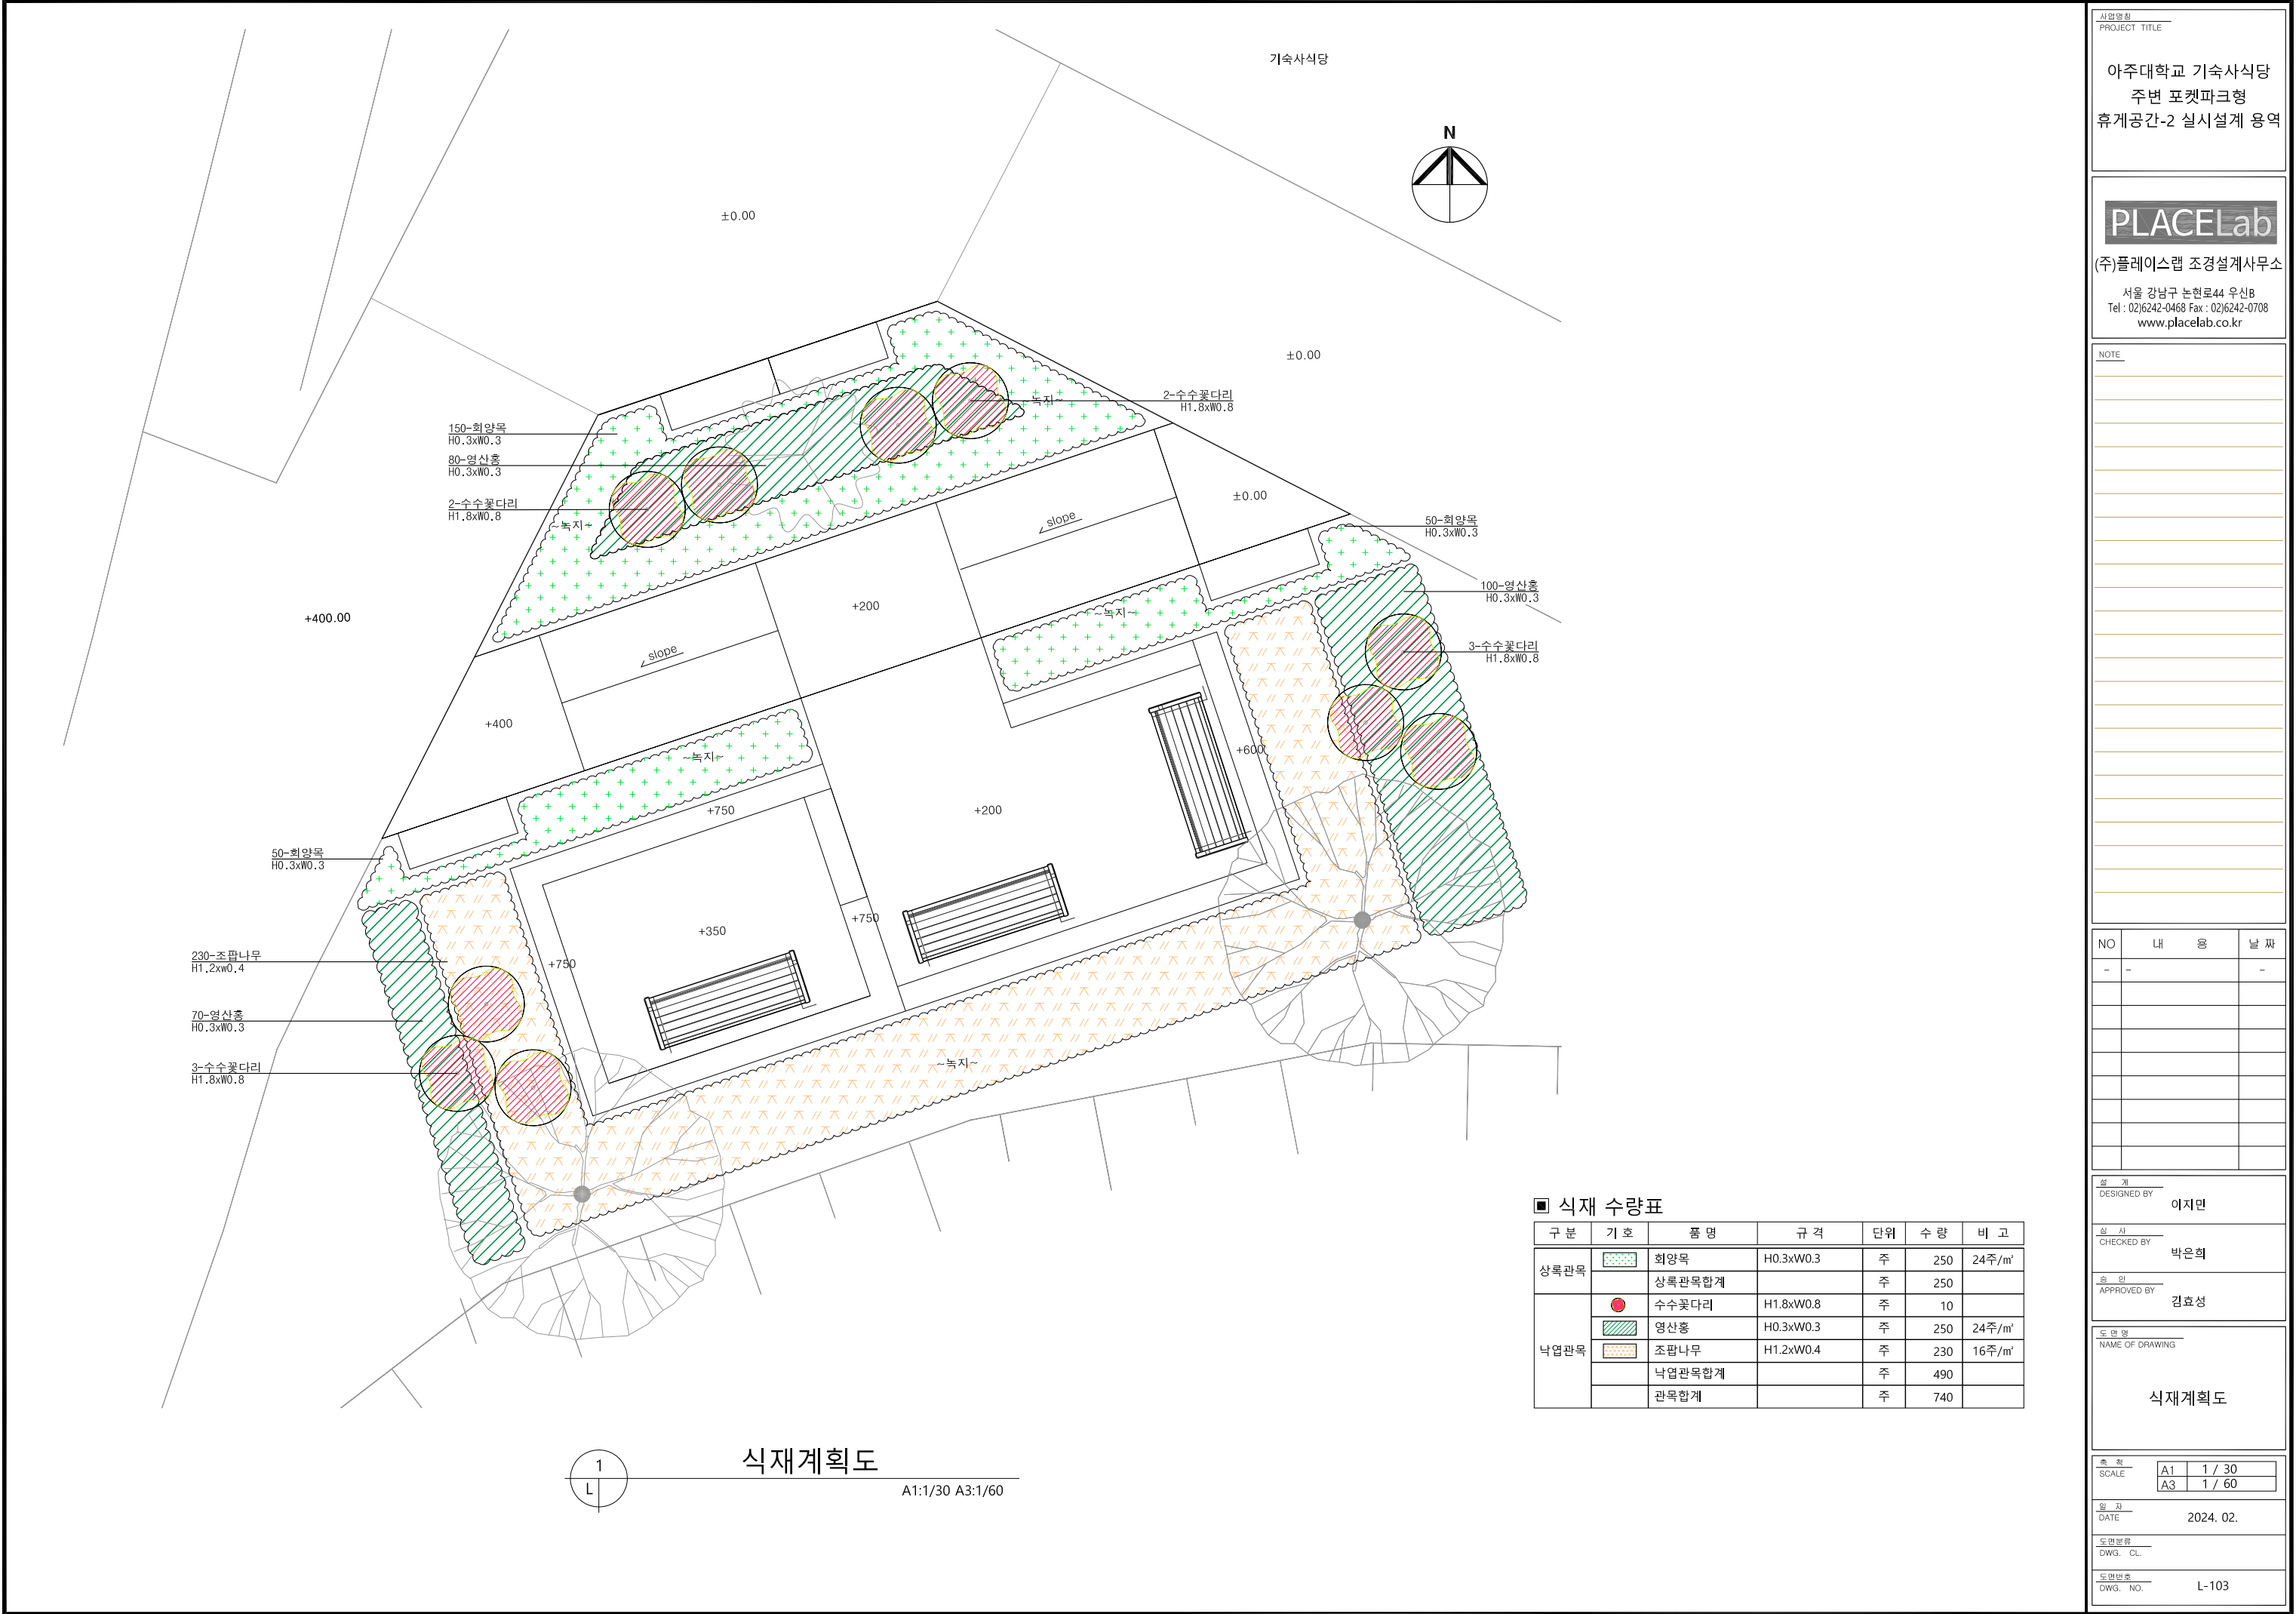 기숙사식당
N
±0.00
±0.00
±0.00
2-수수꽃다리
H1.8xW0.8
150-회양목
H0.3xW0.3
80-영산홍
H0.3xW0.3
2-수수꽃다리
H1.8xW0.8
~녹지~
~녹지~
slope
50-회양목
H0.3xW0.3
100-영산홍
H0.3xW0.3
3-수수꽃다리
H1.8xW0.8
+400.00
+200
~녹지~
slope
+400
~녹지~
+600
+750
+200
50-회양목
H0.3xW0.3
+750
+350
+750
230-조팝나무
H1.2xw0.4
70-영산홍
H0.3xW0.3
3-수수꽃다리
H1.8xW0.8
~녹지~
▣ 식재 수량표
구 분 기 호 품 명 규 격 단위 수 량 비 고
상록관목 회양목 H0.3xW0.3 주 250 24주/㎡
상록관목합계 주 250
낙엽관목 수수꽃다리 H1.8xW0.8 주 10
영산홍 H0.3xW0.3 주 250 24주/㎡
조팝나무 H1.2xW0.4 주 230 16주/㎡
낙엽관목합계 주 490
관목합계 주 740
1
L
식재계획도
A1:1/30 A3:1/60
사업명칭
PROJECT TITLE
아주대학교 기숙사식당
주변 포켓파크형
휴게공간-2 실시설계 용역
PLACELab
(주)플레이스랩 조경설계사무소
서울 강남구 논현로44 우신B
Tel : 02)6242-0468 Fax : 02)6242-0708
www.placelab.co.kr
NOTE
NO 내 용 날 짜
- - -
설 계
DESIGNED BY
이지민
심 사
CHECKED BY
박은희
승 인
APPROVED BY
김효성
도 면 명
NAME OF DRAWING
식재계획도
축 척
SCALE
A1 1 / 30
A3 1 / 60
일 자
DATE
2024. 02.
도면분류
DWG. CL.
도면번호
DWG. NO.
L-103